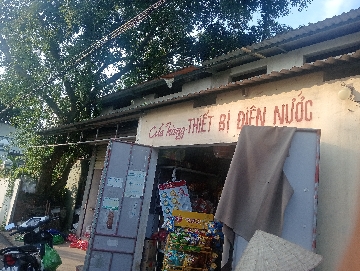 Cửa hàng THIẾT BỊ ĐIỆN NƯỚC